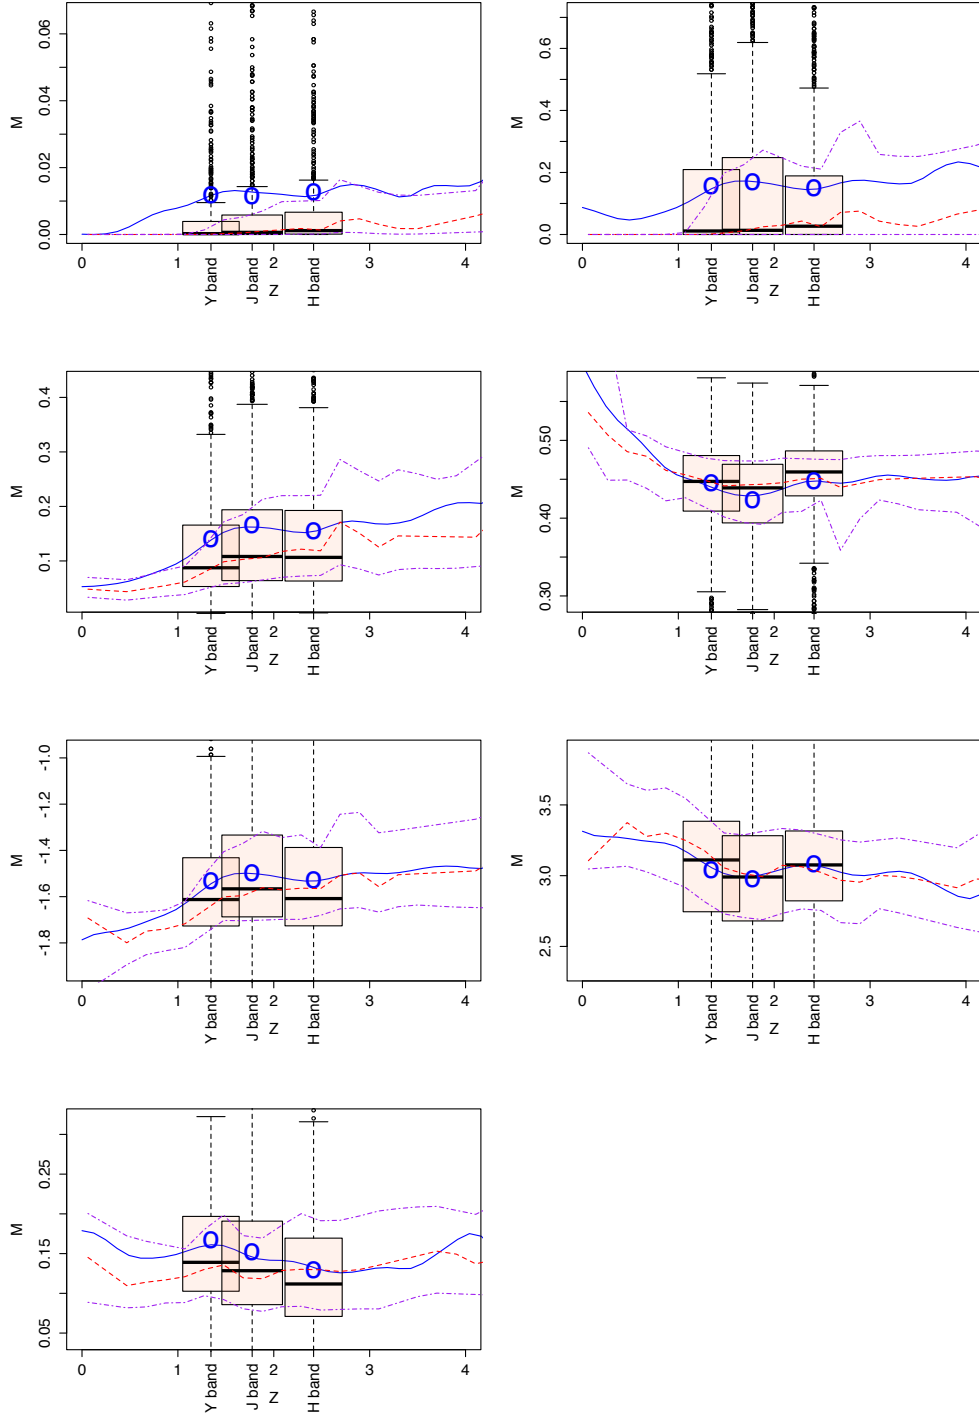 0.00 0.02 0.04 0.06
M
0 1 2 3 4
Y band J band H band
Z
0.0 0.2 0.4 0.6
M
0 1 2 3 4
Y band J band H band
Z
0.1 0.2 0.3 0.4
M
0 1 2 3 4
Y band J band H band
Z
0.30 0.40 0.50
M
0 1 2 3 4
Y band J band H band
Z
-1.8 -1.6 -1.4 -1.2 -1.0
M
0 1 2 3 4
Y band J band H band
Z
2.5 3.0 3.5
M
0 1 2 3 4
Y band J band H band
Z
0.05 0.15 0.25
M
0 1 2 3 4
Y band J band H band
Z